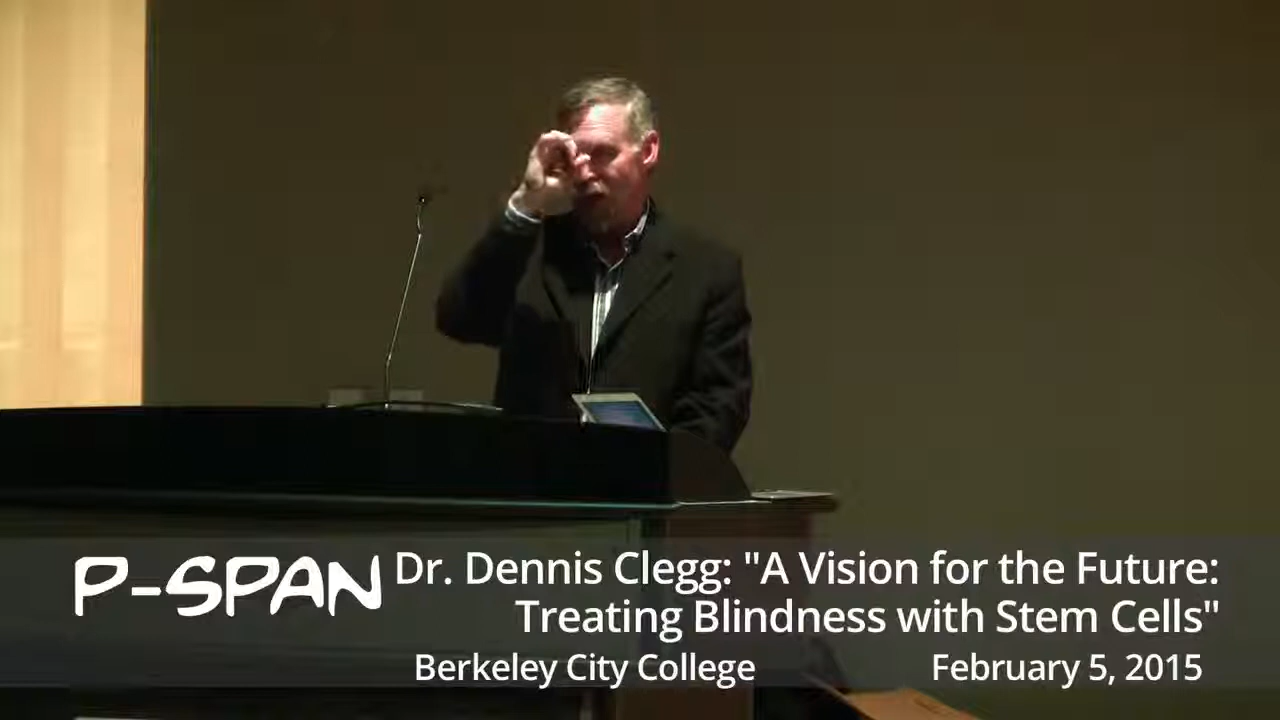 P-SPAN
Dr. Dennis Clegg: "A Vision for the Future:
Treating Blindness with Stem Cells"
Berkeley City College
February 5, 2015